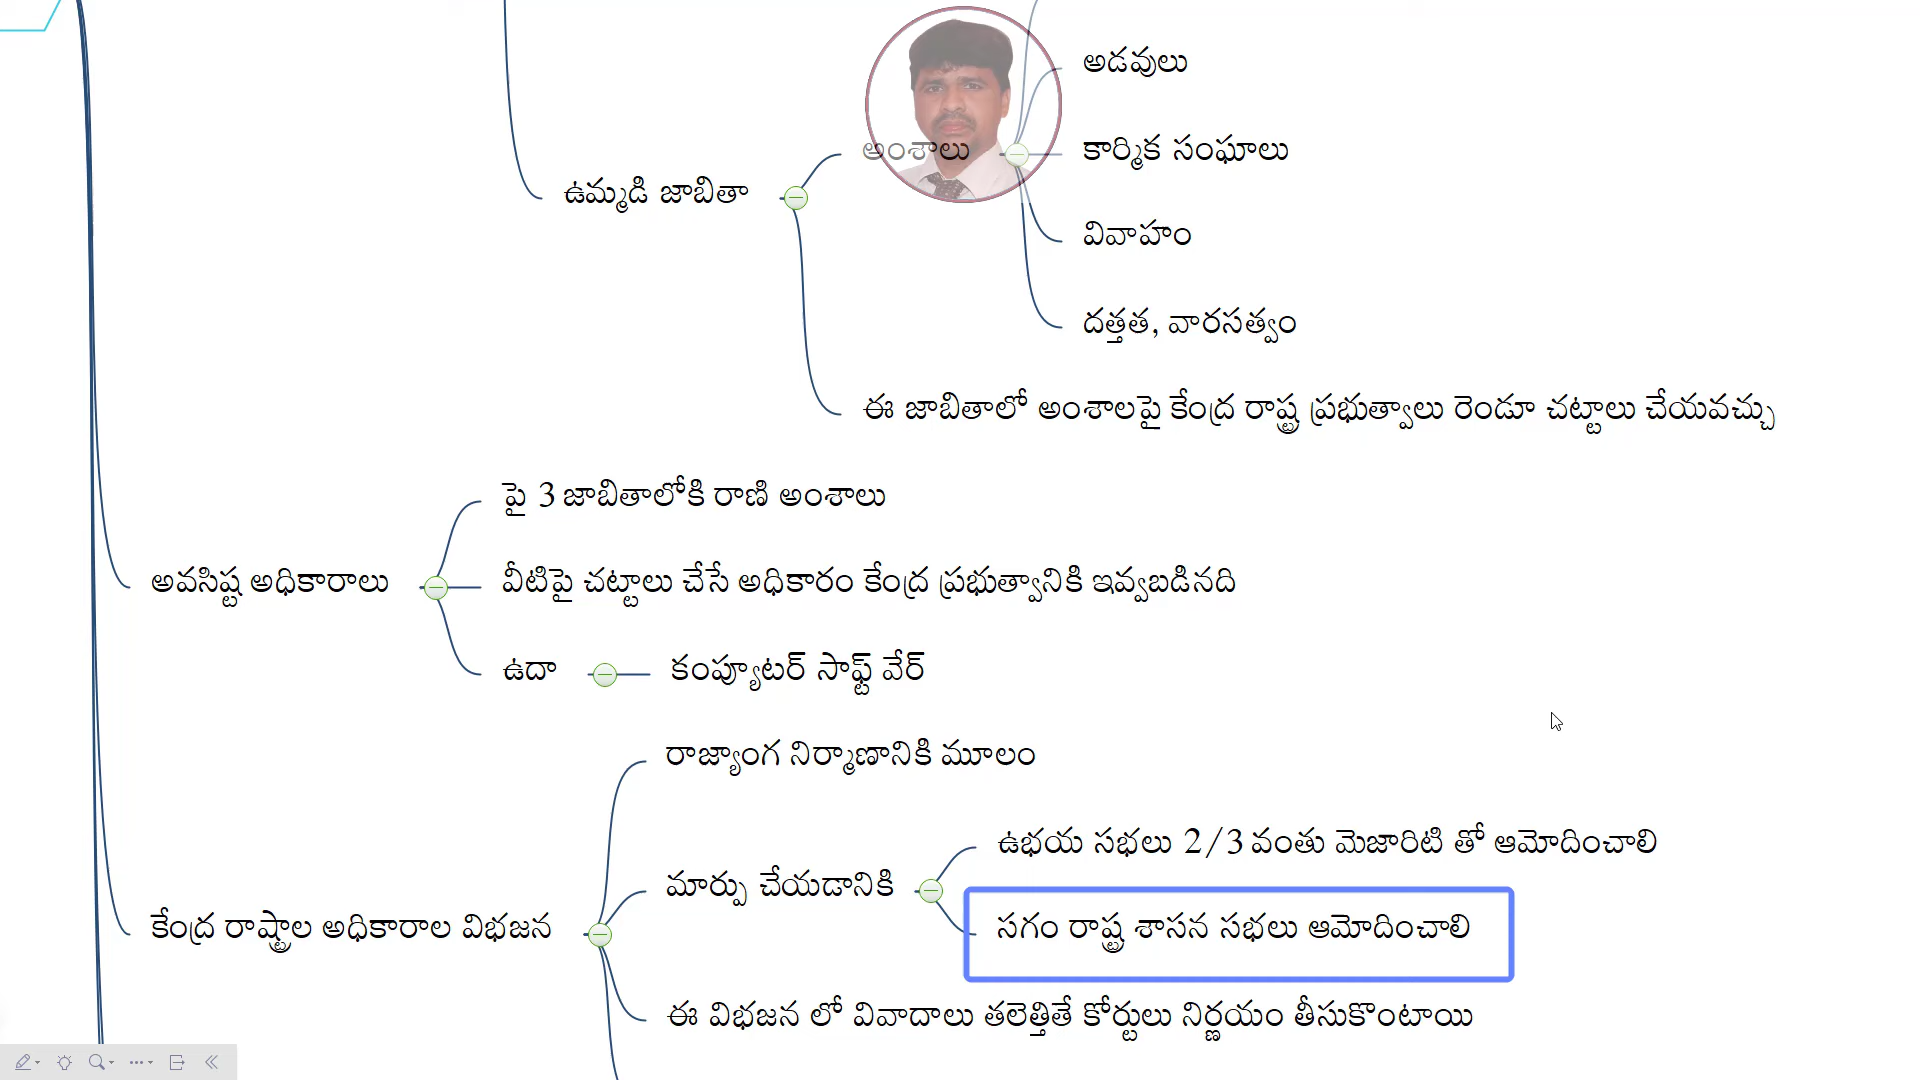 అడవులు
అంశాలు
కార్మిక సంఘాలు
ఉమ్మడి జాబితా
వివాహం
దత్తత, వారసత్వం
ఈ జాబితాలో అంశాలపై కేంద్ర రాష్ట్ర ప్రభుత్వాలు రెండూ చట్టాలు చేయవచ్చు
పై 3 జాబితాలోకి రాణి అంశాలు
అవసిష్ట అధికారాలు
వీటిపై చట్టాలు చేసే అధికారం కేంద్ర ప్రభుత్వానికి ఇవ్వబడినది
ఉదా
కంప్యూటర్ సాఫ్ట్ వేర్
రాజ్యాంగ నిర్మాణానికి మూలం
ఉభయ సభలు 2/3 వంతు మెజారిటి తో ఆమోదించాలి
మార్పు చేయడానికి
సగం రాష్ట్ర శాసన సభలు ఆమోదించాలి
కేంద్ర రాష్ట్రాల అధికారాల విభజన
ఈ విభజన లో వివాదాలు తలెత్తితే కోర్టులు నిర్ణయం తీసుకొంటాయి